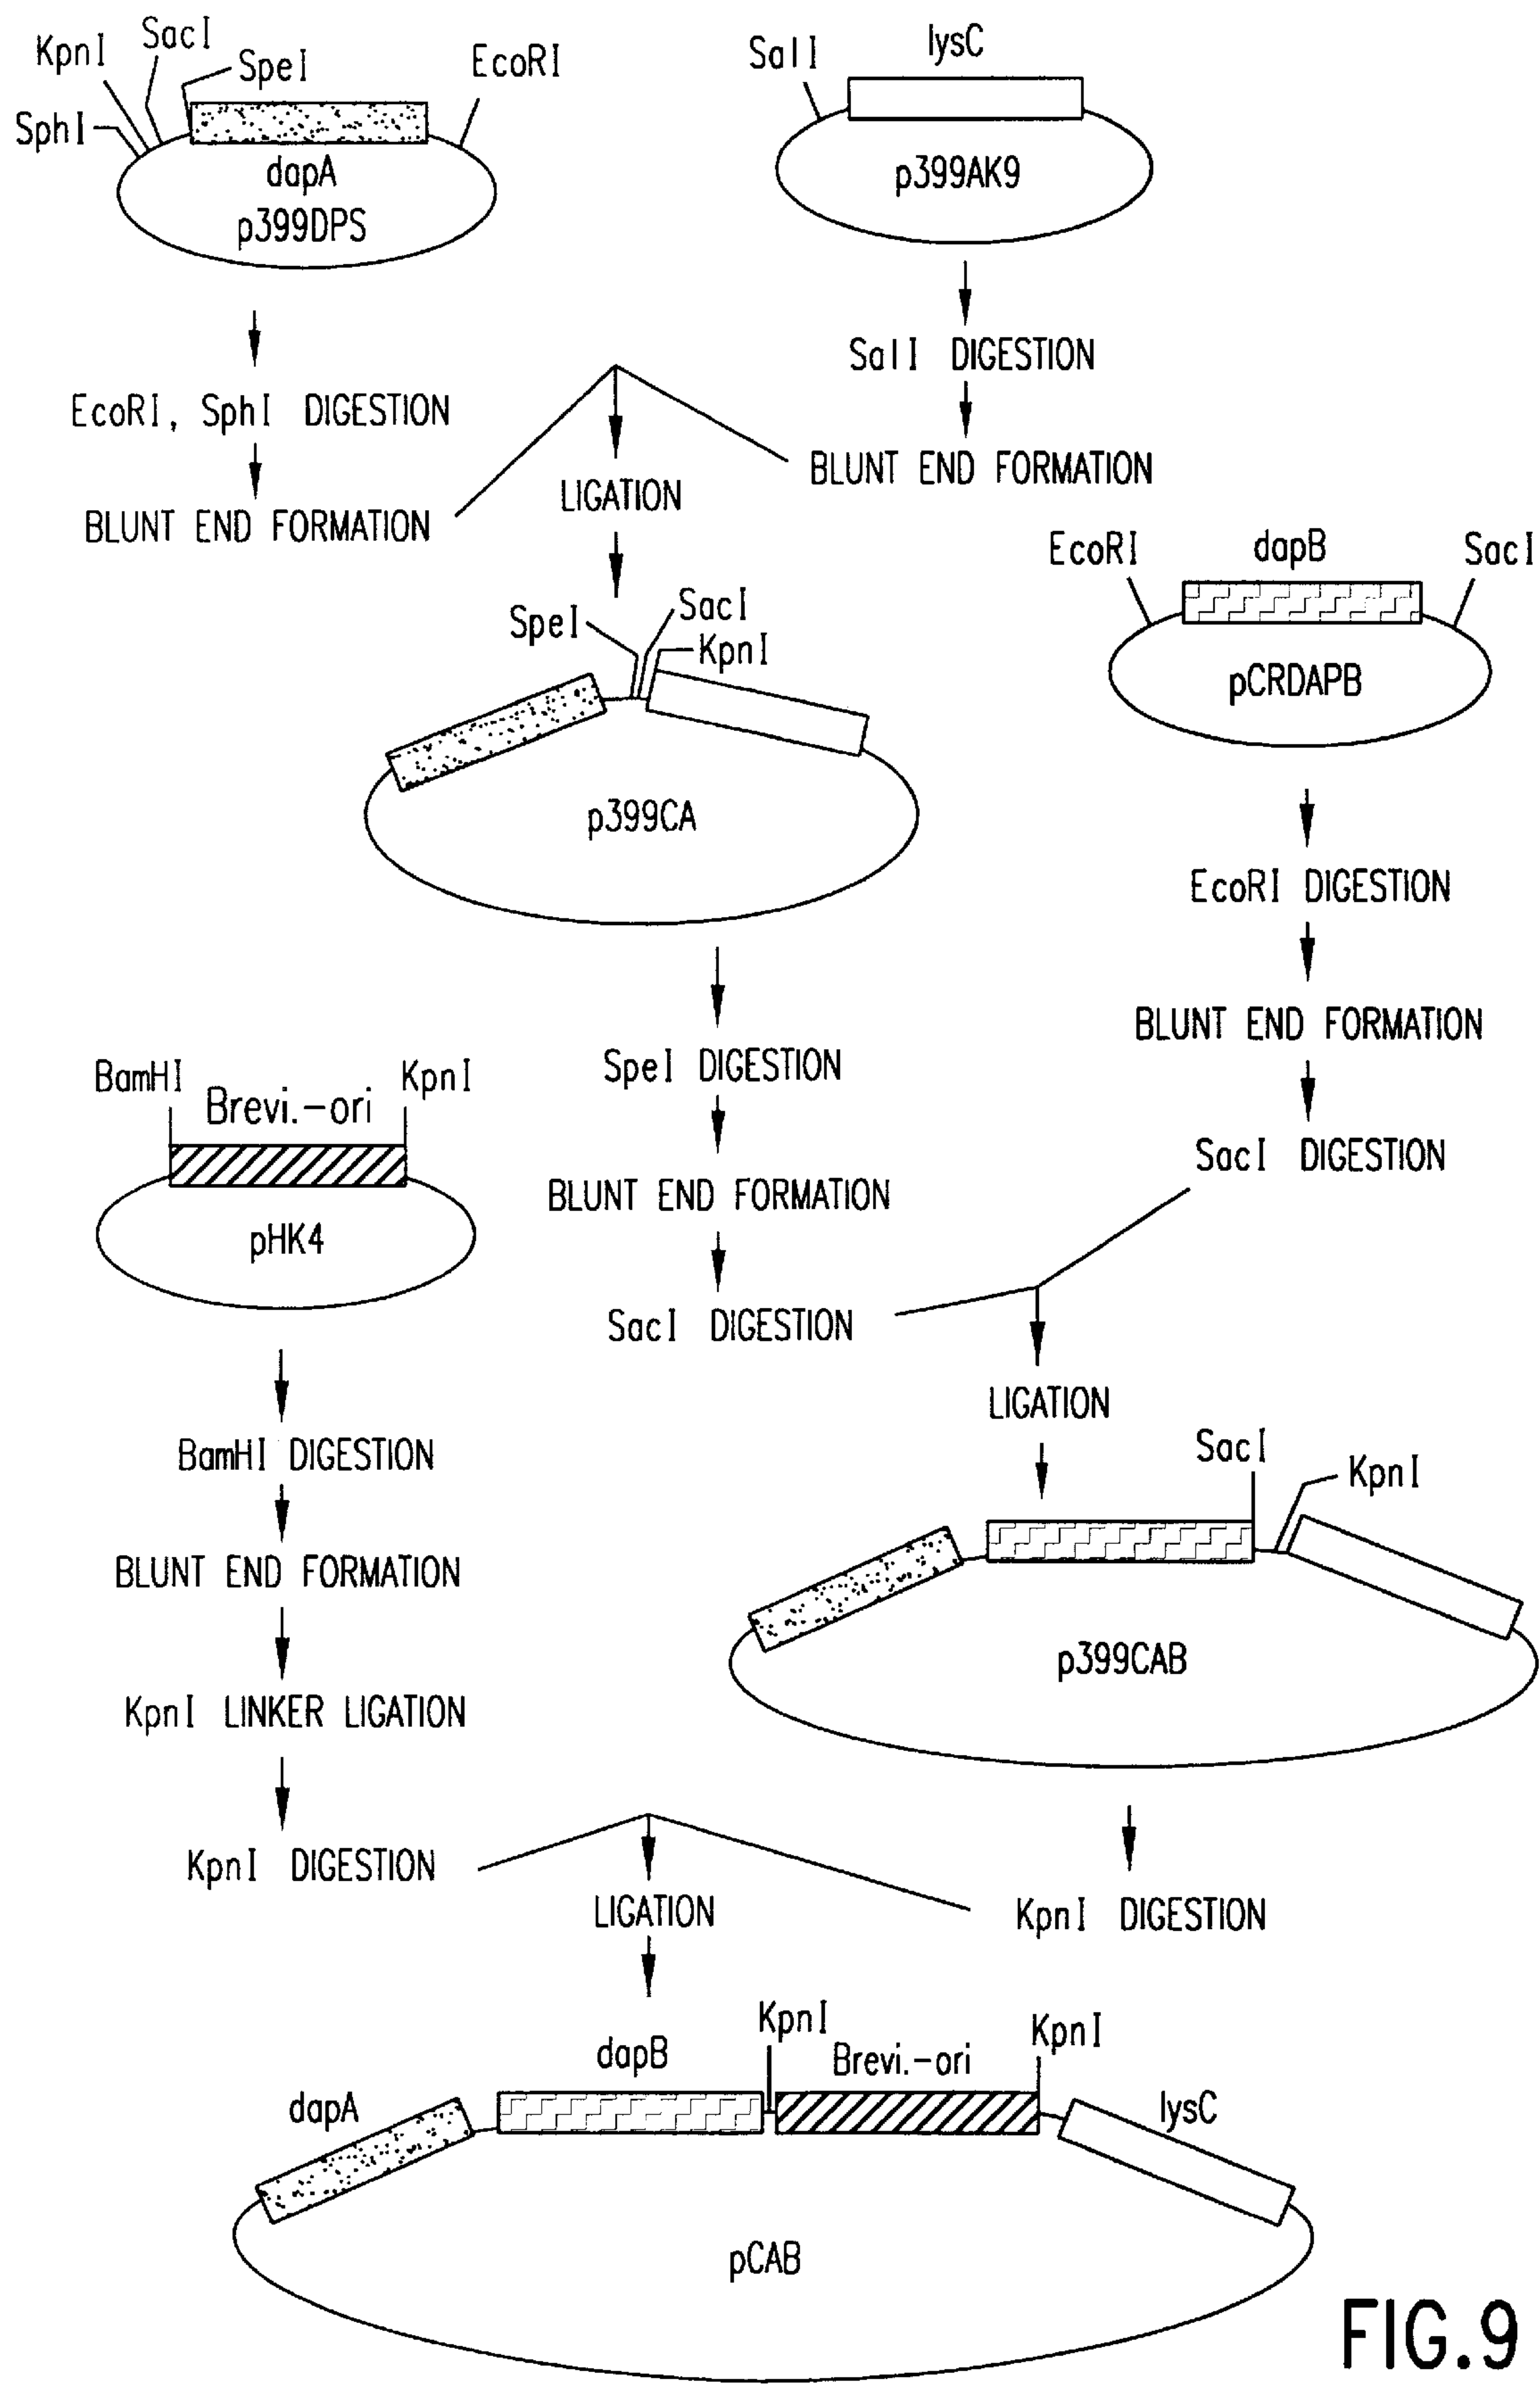 KpnI
SacI
SpeI
EcoRI
SphI
dapA
p399DPS
SalI
lysC
p399AK9
EcoRI, SphI DIGESTION
BLUNT END FORMATION
SalI DIGESTION
BLUNT END FORMATION
LIGATION
EcoRI
dapB
SacI
pCRDAPB
SpeI
SacI
KpnI
p399CA
EcoRI DIGESTION
BLUNT END FORMATION
SacI DIGESTION
SpeI DIGESTION
BLUNT END FORMATION
SacI DIGESTION
BamHI
Brevi.-ori
KpnI
pHK4
LIGATION
BamHI DIGESTION
BLUNT END FORMATION
KpnI LINKER LIGATION
KpnI DIGESTION
SacI
KpnI
p399CAB
KpnI DIGESTION
LIGATION
dapA
dapB
KpnI
Brevi.-ori
KpnI
lysC
pCAB
FIG.9